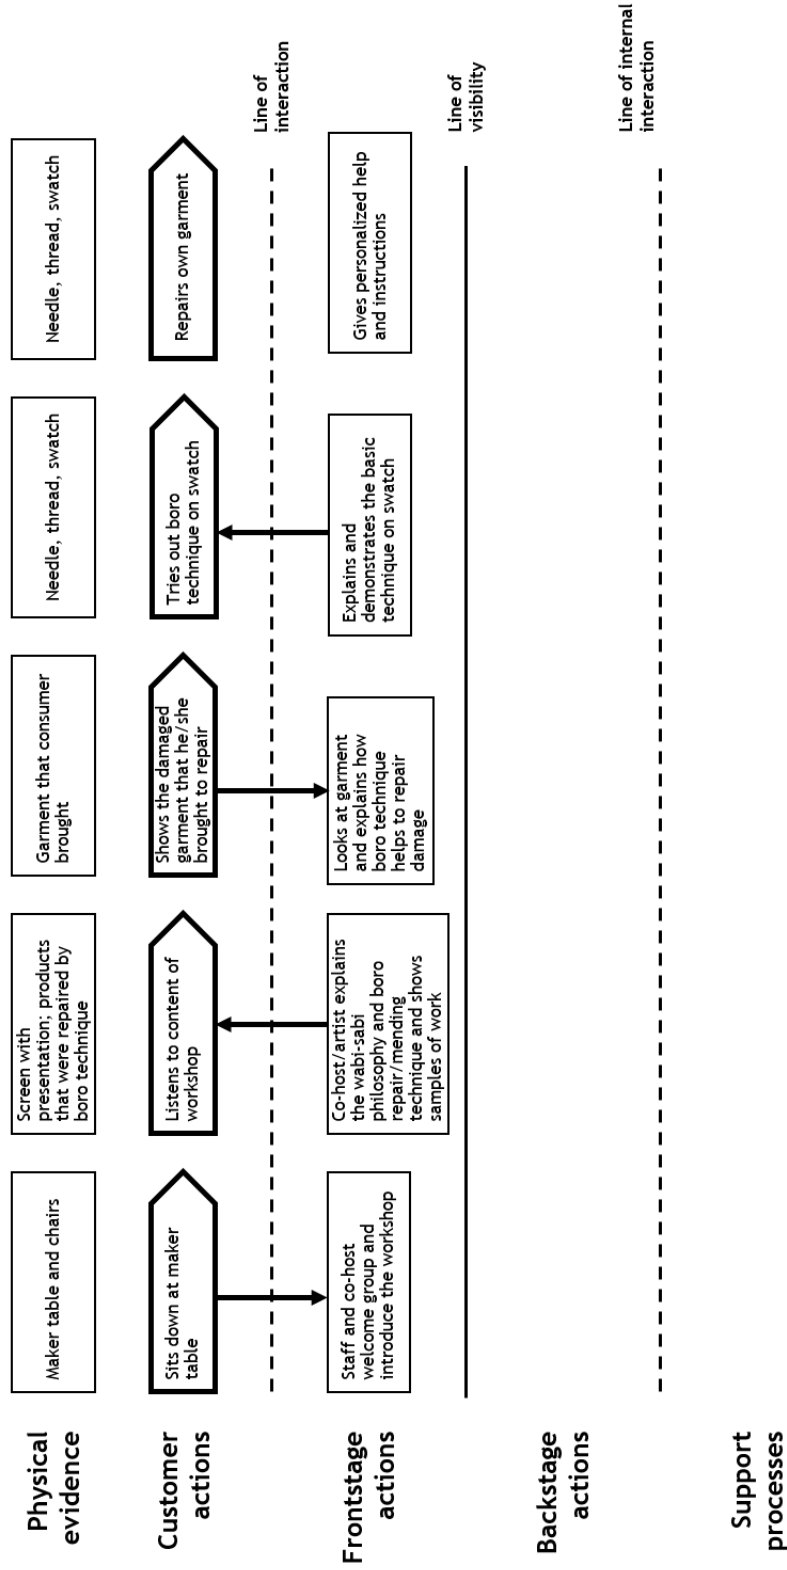 Physical
evidence
Maker table and chairs
Screen with
presentation; products
that were repaired by
boro technique
Garment that consumer
brought
Needle, thread, swatch
Needle, thread, swatch
Customer
actions
Sits down at maker
table
Listens to content of
workshop
Shows the damaged
garment that he/she
brought to repair
Tries out boro
technique on swatch
Repairs own garment
Line of
interaction
Frontstage
actions
Staff and co-host
welcome group and
introduce the workshop
Co-host/artist explains
the wabi-sabi
philosophy and boro
repair/mending
technique and shows
samples of work
Looks at garment
and explains how
boro technique
helps to repair
damage
Explains and
demonstrates the basic
technique on swatch
Gives personalized help
and instructions
Line of
visibility
Backstage
actions
Line of internal
interaction
Support
processes